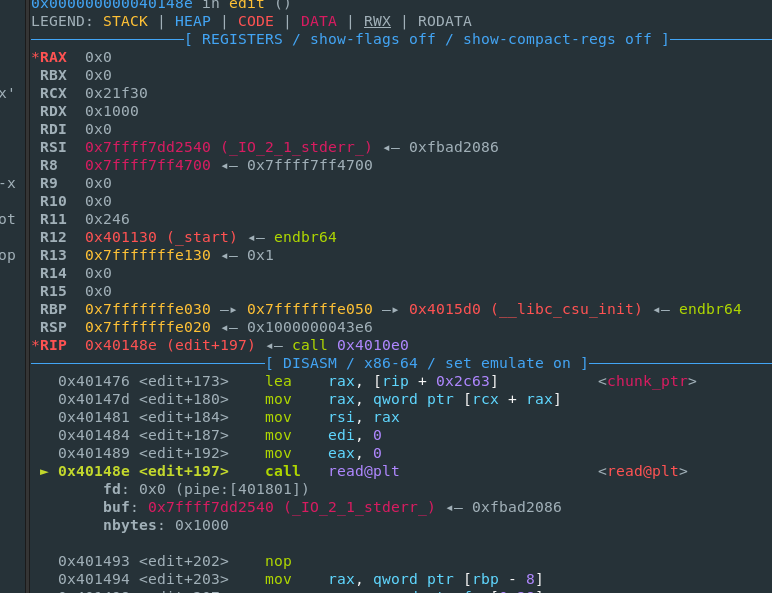 0x000000000040148e in edit ()
LEGEND: STACK | HEAP | CODE | DATA | RWX | RODATA
[ REGISTERS / show-flags off / show-compact-regs off ]
*RAX 0x0
RBX 0x0
x' RCX 0x21f30
RDX 0x1000
RDI 0x0
RSI 0x7ffff7dd2540 (_IO_2_1_stderr_) ◂— 0xfbad2086
R8 0x7ffff7ff4700 ◂— 0x7ffff7ff4700
-x R9 0x0
R10 0x0
ot R11 0x246
R12 0x401130 (_start) ◂— endbr64
op R13 0x7fffffffe130 ◂— 0x1
R14 0x0
R15 0x0
RBP 0x7fffffffe030 —▸ 0x7fffffffe050 —▸ 0x4015d0 (__libc_csu_init) ◂— endbr64
RSP 0x7fffffffe020 ◂— 0x1000000043e6
*RIP 0x40148e (edit+197) ◂— call 0x4010e0
[ DISASM / x86-64 / set emulate on ]
0x401476 <edit+173> lea rax, [rip + 0x2c63] <chunk_ptr>
0x40147d <edit+180> mov rax, qword ptr [rcx + rax]
0x401481 <edit+184> mov rsi, rax
0x401484 <edit+187> mov edi, 0
0x401489 <edit+192> mov eax, 0
► 0x40148e <edit+197> call read@plt <read@plt>
fd: 0x0 (pipe:[401801])
buf: 0x7ffff7dd2540 (_IO_2_1_stderr_) ◂— 0xfbad2086
nbytes: 0x1000
0x401493 <edit+202> nop
0x401494 <edit+203> mov rax, qword ptr [rbp - 8]